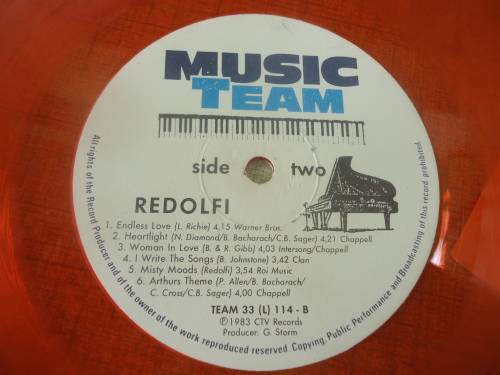 MUSIC
TEAM
side two
REDOLFI
1. Endless Love (L. Richie) 4,15 Warner Bros.
2. Heartlight (N. Diamond/B. Bacharach/C.B. Sager) 4,21 Chappell
3. Woman In Love (B. & R. Gibb) 4,03 Intersong/Chappell
4. I Write The Songs (B. Johnstone) 3,42 Clan
5. Misty Moods (Redolfi) 3,54 Roi Music
6. Arthurs Theme (P. Allen/B. Bacharach/
C. Cross/C.B. Sager) 4,00 Chappell
TEAM 33 (L) 114 - B
℗1983 CTV Records
Producer: G. Storm
All rights of the Record Producer and of the owner of the work reproduced reserved. Copying, Public Performance and Broadcasting of this record prohibited.